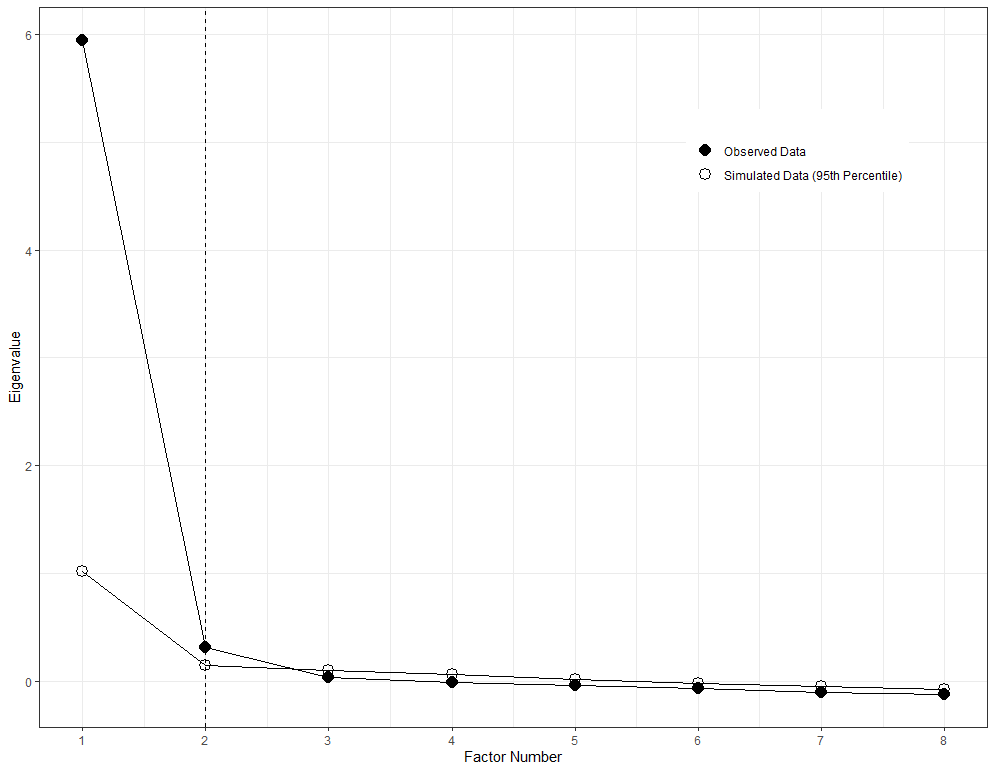 6
4
2
0
Eigenvalue
Observed Data
Simulated Data (95th Percentile)
1 2 3 4 5 6 7 8
Factor Number